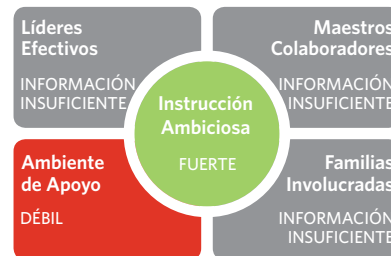 Líderes
Efectivos
INFORMACIÓN
INSUFICIENTE
Maestros
Colaboradores
INFORMACIÓN
INSUFICIENTE
Instrucción
Ambiciosa
FUERTE
Ambiente
de Apoyo
DÉBIL
Familias
Involucradas
INFORMACIÓN
INSUFICIENTE